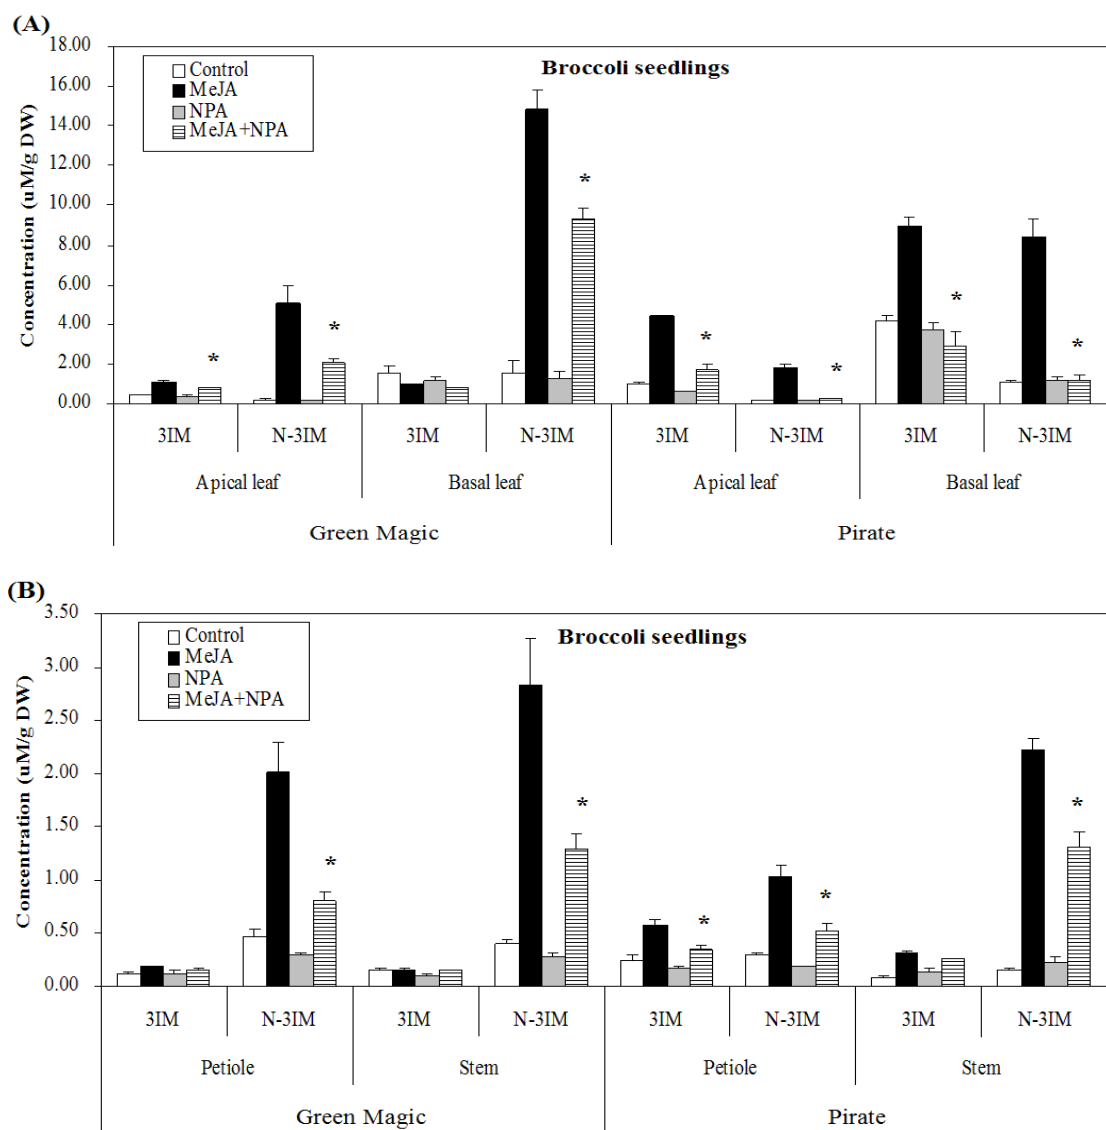 (A)
18.00
16.00
14.00
12.00
10.00
8.00
6.00
4.00
2.00
0.00
Concentration (uM/g DW)
Control
MeJA
NPA
MeJA+NPA
Broccoli seedlings
* * * * * * *
3IM N-3IM 3IM N-3IM 3IM N-3IM 3IM N-3IM
Apical leaf Basal leaf Apical leaf Basal leaf
Green Magic Pirate
(B)
3.50
3.00
2.50
2.00
1.50
1.00
0.50
0.00
Concentration (uM/g DW)
Control
MeJA
NPA
MeJA+NPA
Broccoli seedlings
* * * * *
3IM N-3IM 3IM N-3IM 3IM N-3IM 3IM N-3IM
Petiole Stem Petiole Stem
Green Magic Pirate